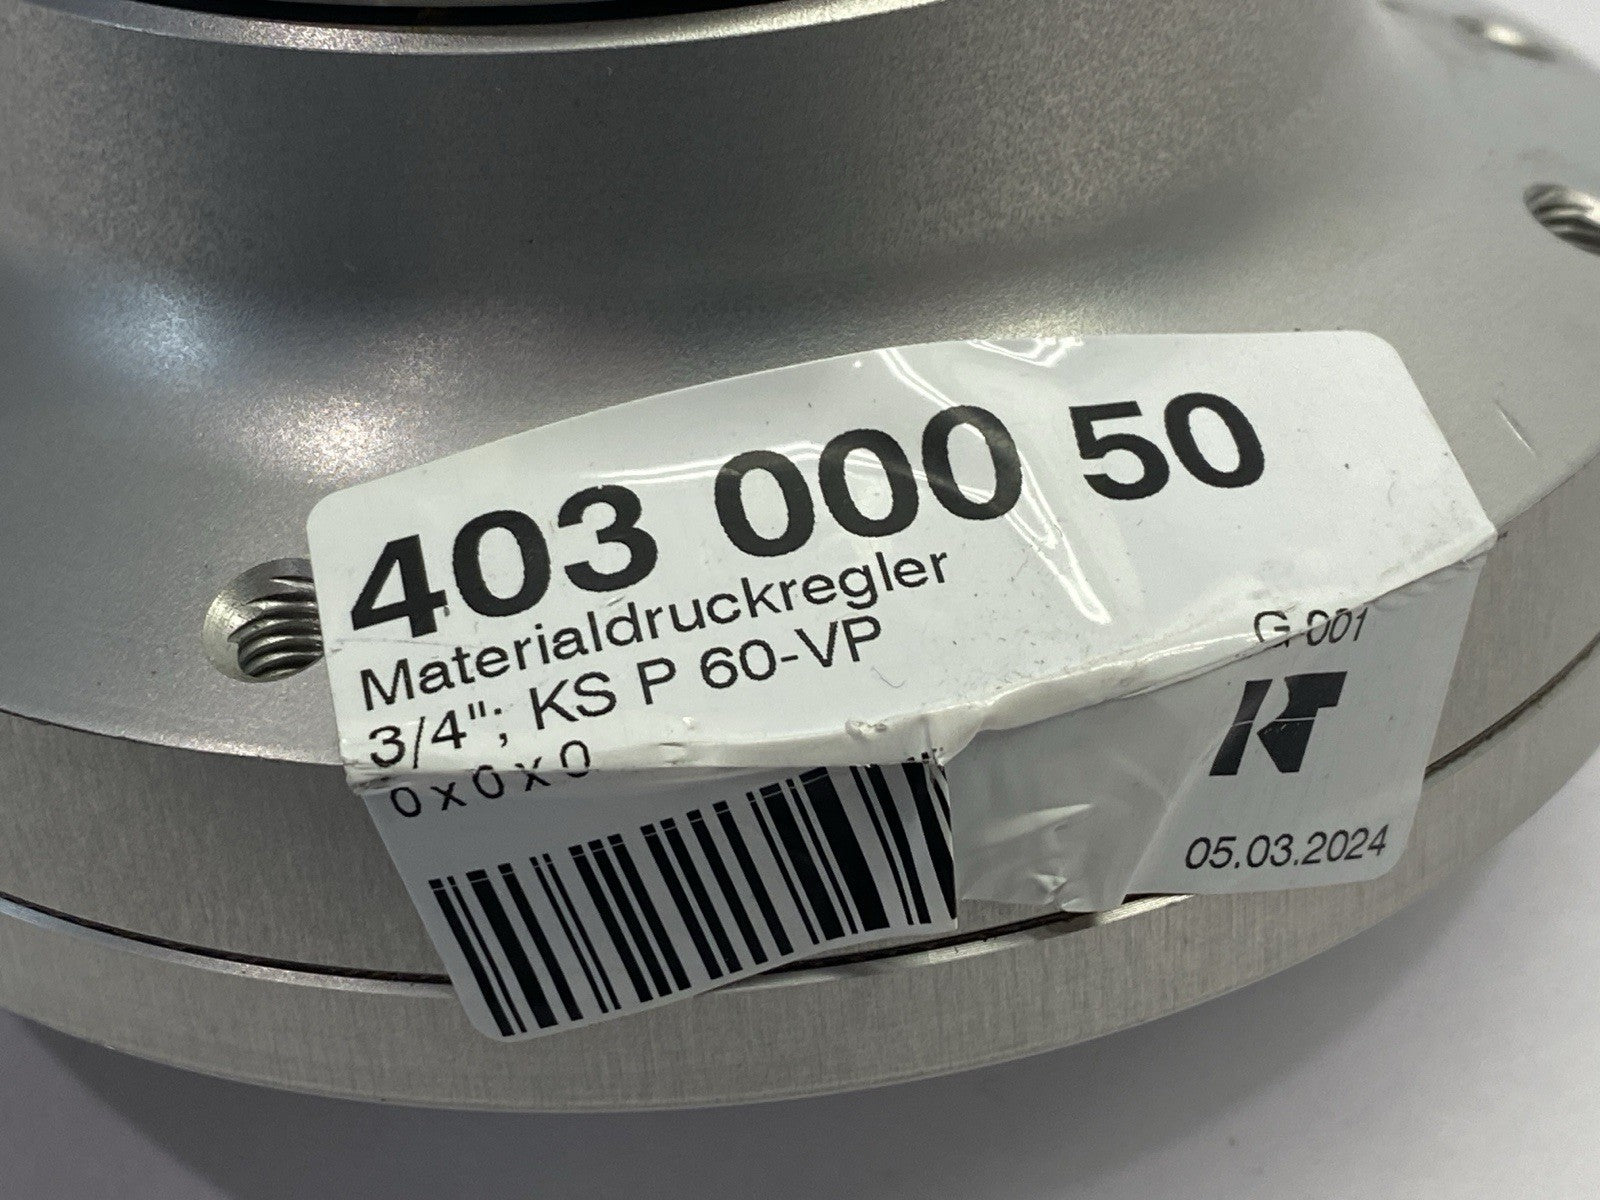 403 000 50
Materialdruckregler
3/4"; KS P 60-VP
0 x 0 x 0
G 001
05.03.2024